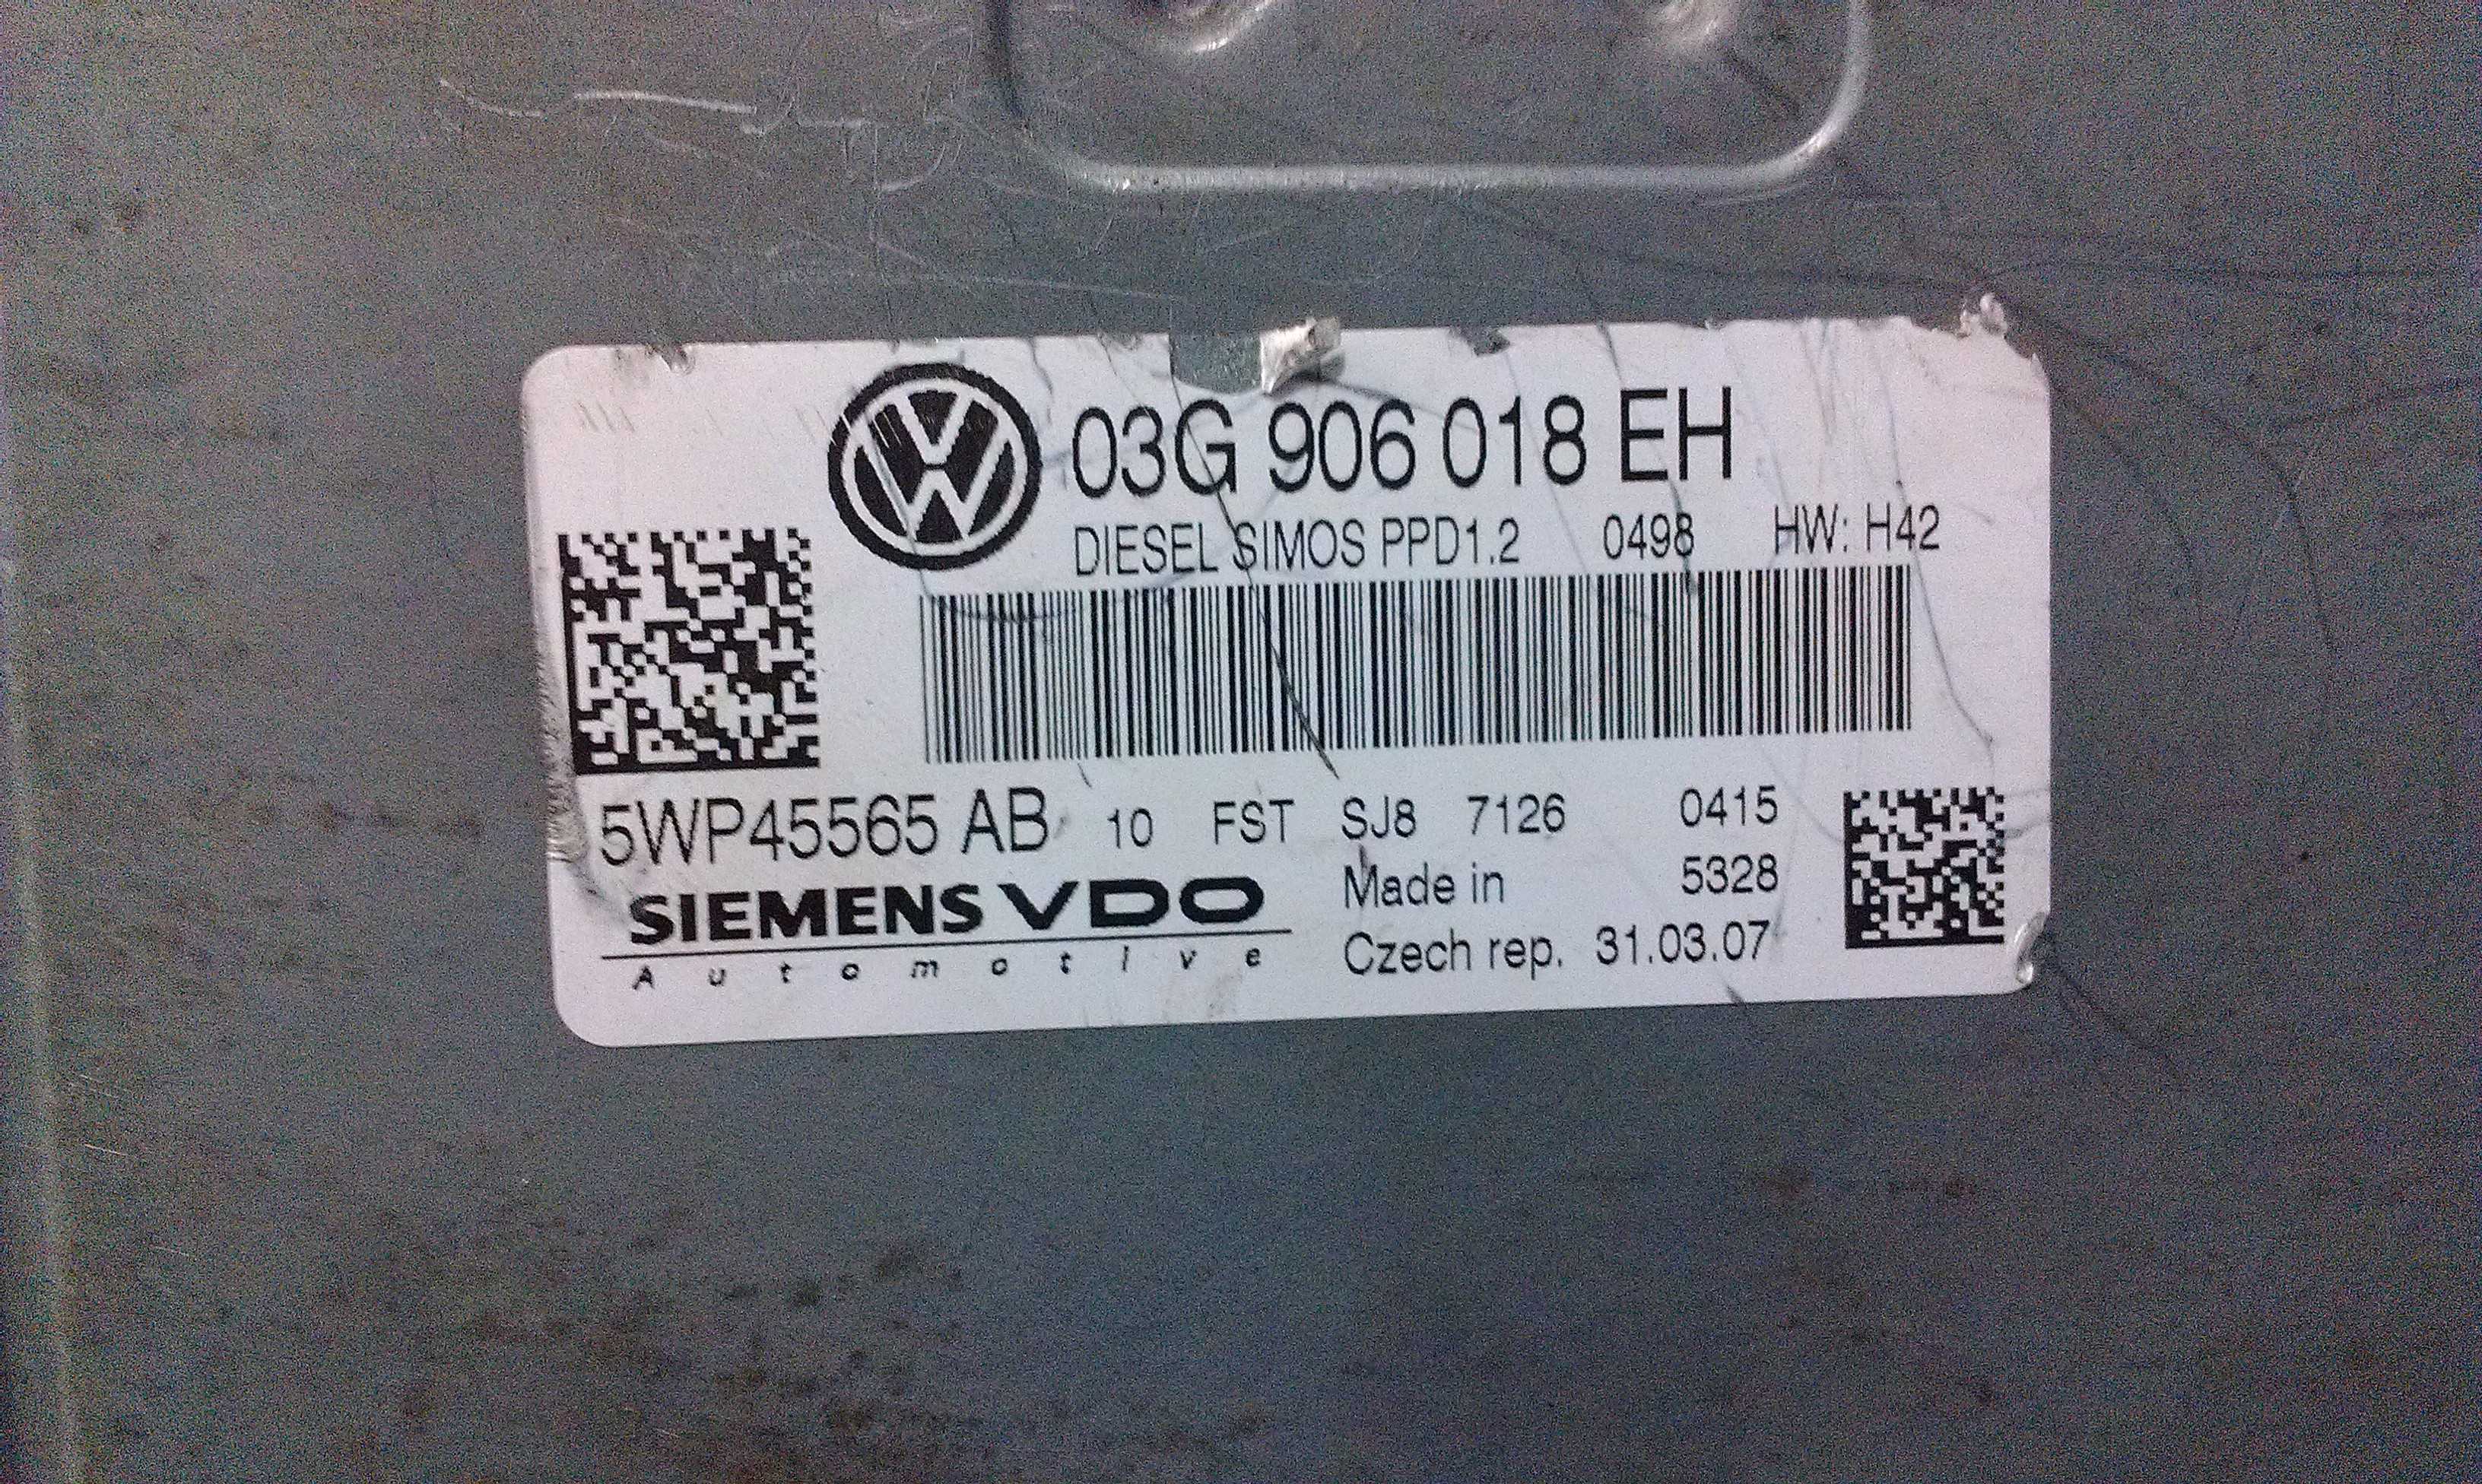 03G 906 018 EH
DIESEL SIMOS PPD1.2 0498 HW: H42
5WP45565 AB 10 FST SJ8 7126 0415
SIEMENS VDO Made in 5328
Automotive Czech rep. 31.03.07